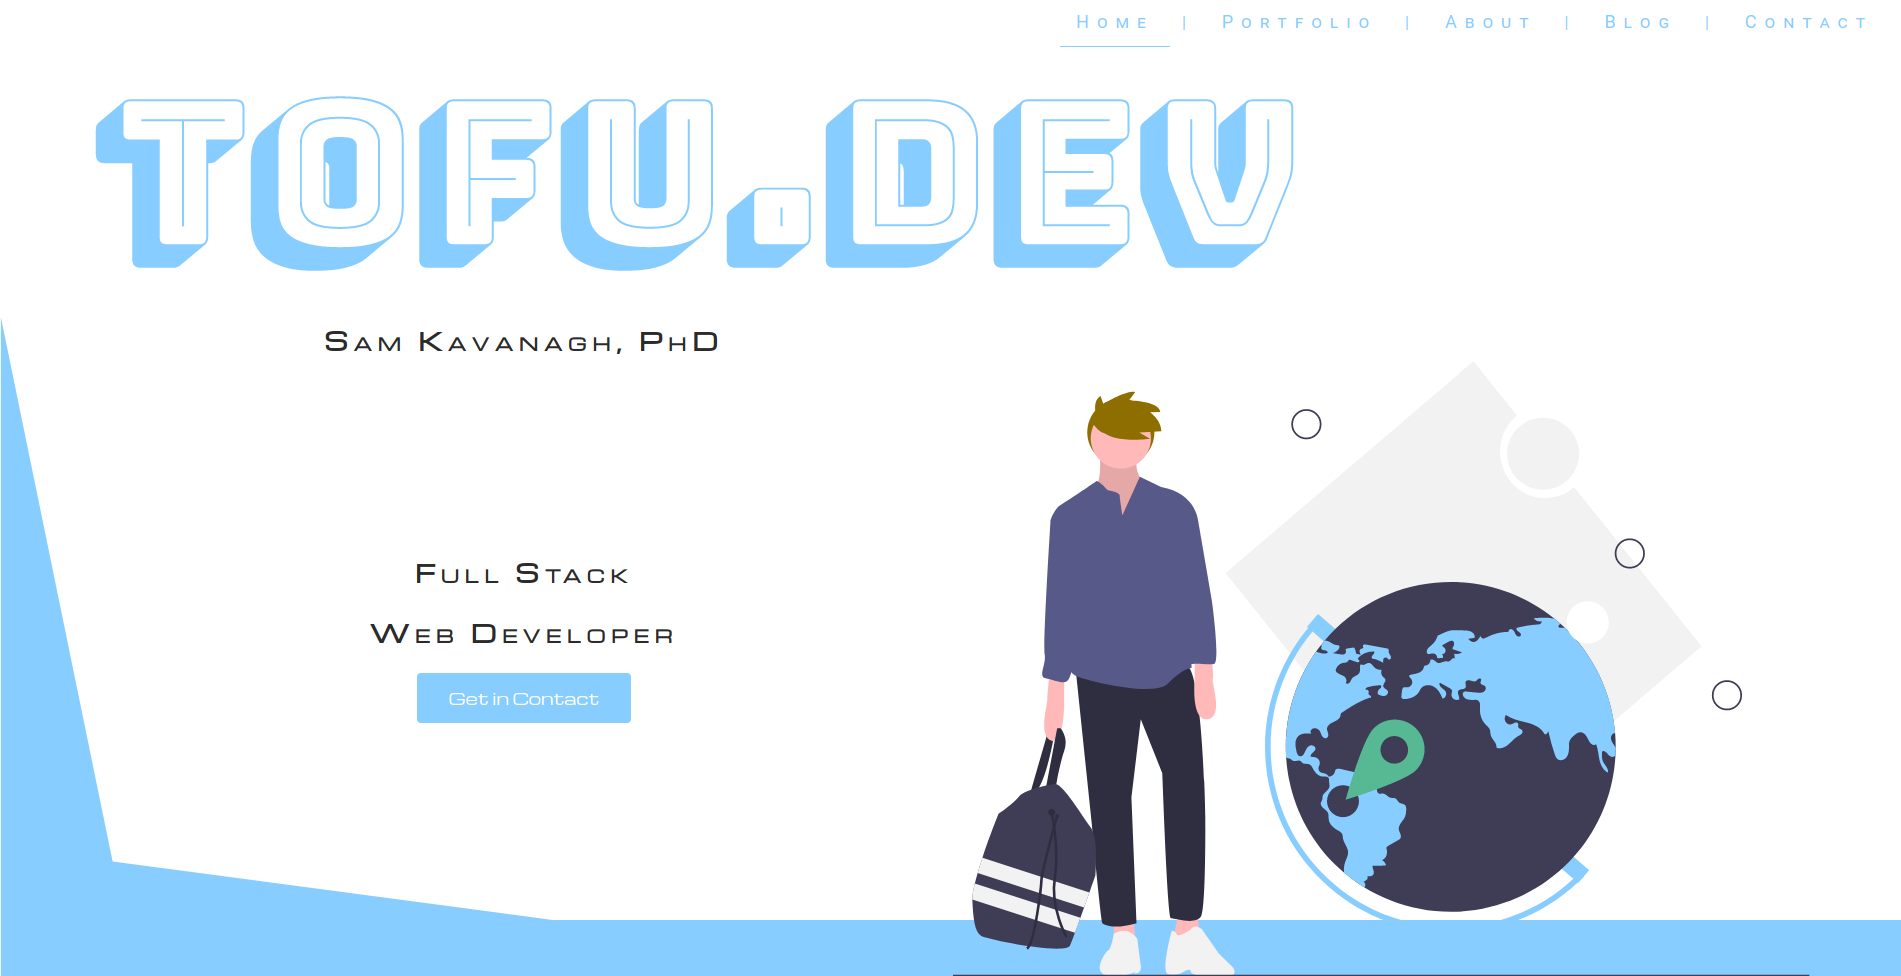 Home | Portfolio | About | Blog | Contact
TOFU.DEV
Sam Kavanagh, PhD
Full Stack
Web Developer
Get in Contact